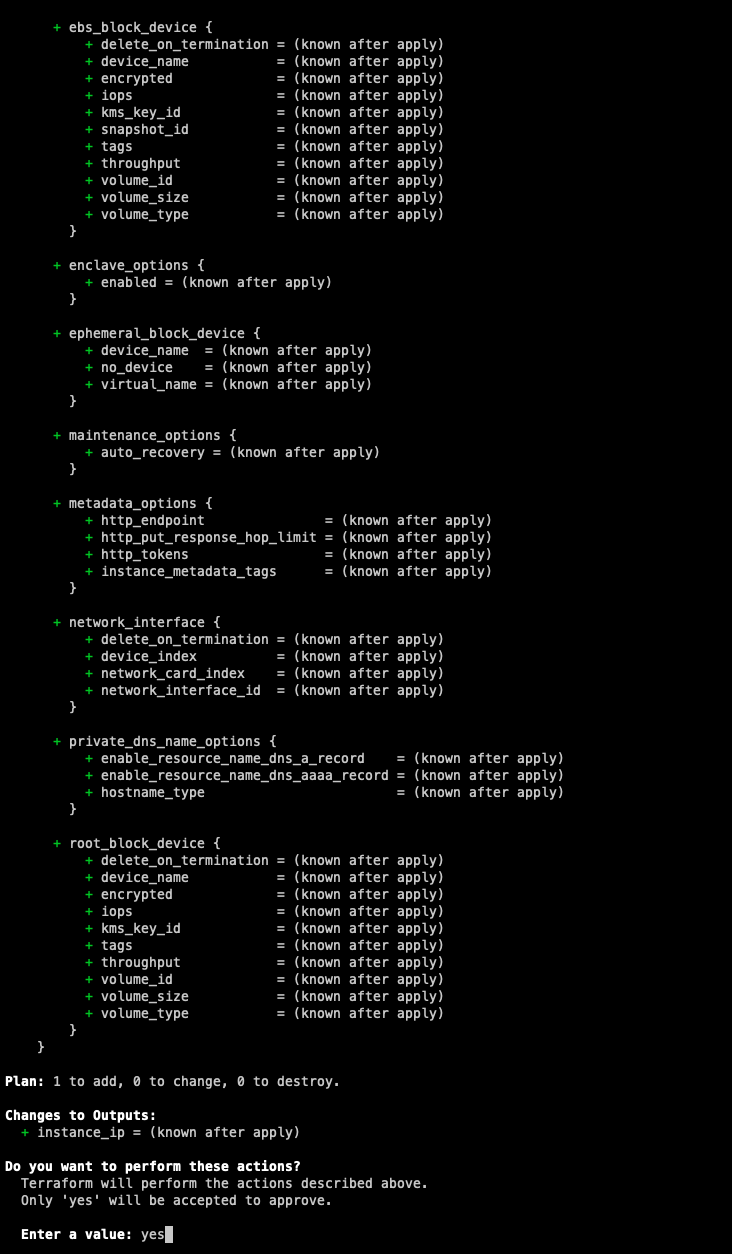 + ebs_block_device {
+ delete_on_termination = (known after apply)
+ device_name           = (known after apply)
+ encrypted             = (known after apply)
+ iops                  = (known after apply)
+ kms_key_id            = (known after apply)
+ snapshot_id           = (known after apply)
+ tags                  = (known after apply)
+ throughput            = (known after apply)
+ volume_id             = (known after apply)
+ volume_size           = (known after apply)
+ volume_type           = (known after apply)
}
+ enclave_options {
+ enabled = (known after apply)
}
+ ephemeral_block_device {
+ device_name  = (known after apply)
+ no_device    = (known after apply)
+ virtual_name = (known after apply)
}
+ maintenance_options {
+ auto_recovery = (known after apply)
}
+ metadata_options {
+ http_endpoint               = (known after apply)
+ http_put_response_hop_limit = (known after apply)
+ http_tokens                 = (known after apply)
+ instance_metadata_tags      = (known after apply)
}
+ network_interface {
+ delete_on_termination = (known after apply)
+ device_index          = (known after apply)
+ network_card_index    = (known after apply)
+ network_interface_id  = (known after apply)
}
+ private_dns_name_options {
+ enable_resource_name_dns_a_record    = (known after apply)
+ enable_resource_name_dns_aaaa_record = (known after apply)
+ hostname_type                        = (known after apply)
}
+ root_block_device {
+ delete_on_termination = (known after apply)
+ device_name           = (known after apply)
+ encrypted             = (known after apply)
+ iops                  = (known after apply)
+ kms_key_id            = (known after apply)
+ tags                  = (known after apply)
+ throughput            = (known after apply)
+ volume_id             = (known after apply)
+ volume_size           = (known after apply)
+ volume_type           = (known after apply)
}
}
Plan: 1 to add, 0 to change, 0 to destroy.
Changes to Outputs:
+ instance_ip = (known after apply)
Do you want to perform these actions?
Terraform will perform the actions described above.
Only 'yes' will be accepted to approve.
Enter a value: yes